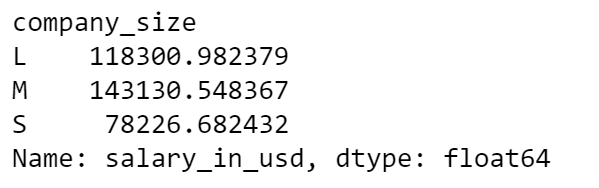 company_size
L    118300.982379
M    143130.548367
S     78226.682432
Name: salary_in_usd, dtype: float64